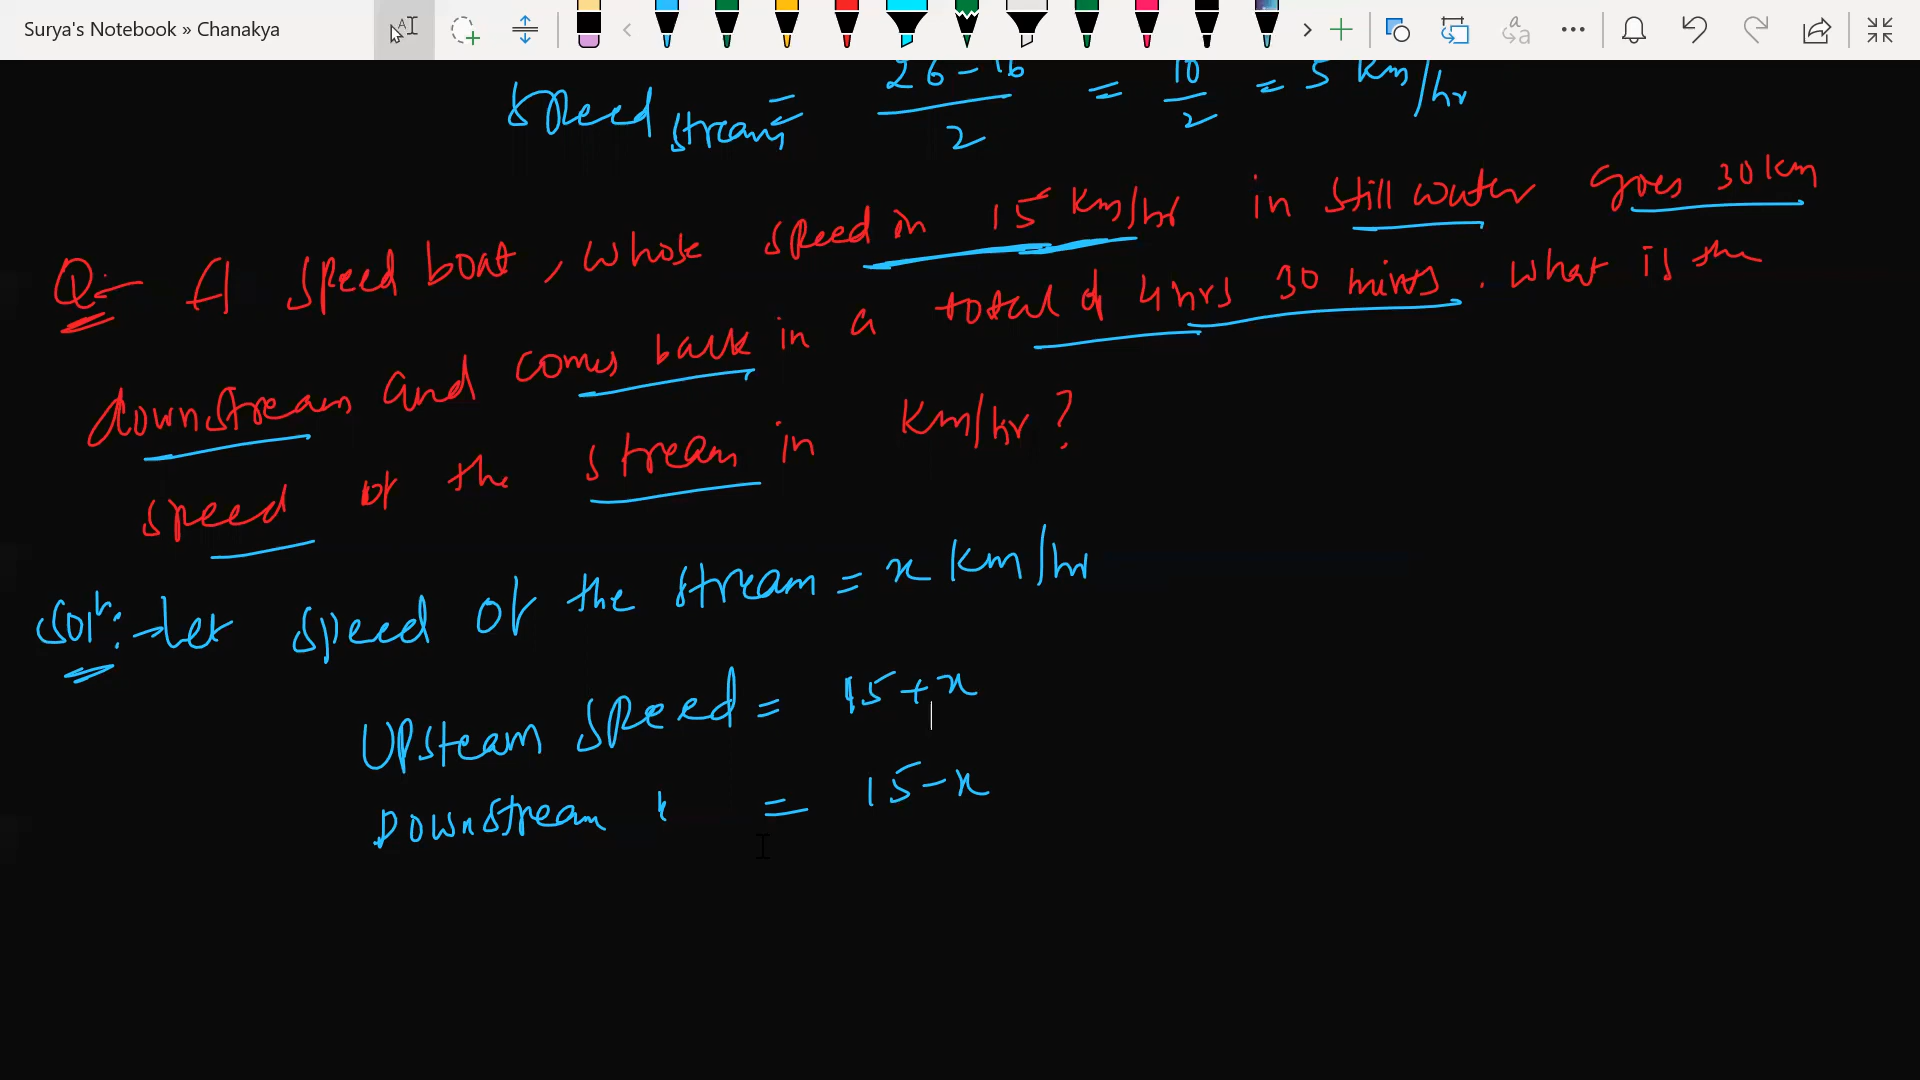 Surya's Notebook » Chanakya
Speed stream = 26-16 / 2 = 10/2 = 5 km/hr
Q:- A speed boat, whose speed in 15 km/hr in still water goes 30 km
downstream and comes back in a total of 4 hrs 30 mints. What is the
speed of the stream in km/hr?
Solⁿ:→ Let speed of the stream = x km/hr
Upsteam speed = 15+x
Downstream = 15-x